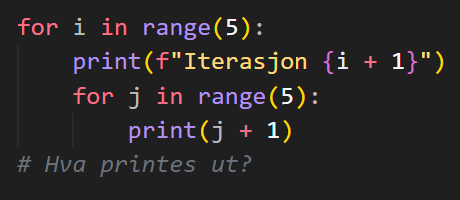 for i in range(5):
    print(f"Iterasjon {i + 1}")
    for j in range(5):
        print(j + 1)
# Hva printes ut?